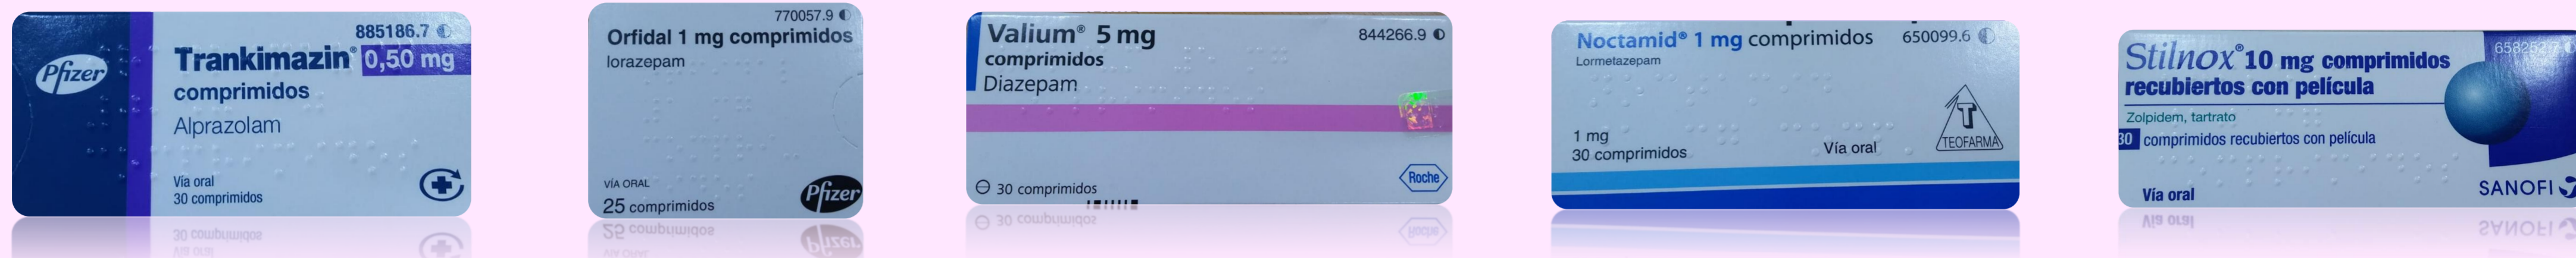 885186.7
Pfizer
Trankimazin® 0,50 mg
comprimidos
Alprazolam
Vía oral
30 comprimidos
770057.9
Orfidal 1 mg comprimidos
lorazepam
VÍA ORAL
25 comprimidos
Pfizer
Valium® 5 mg
844266.9
comprimidos
Diazepam
30 comprimidos
Roche
Noctamid® 1 mg comprimidos
650099.6
Lormetazepam
T
TEOFARMA
1 mg
30 comprimidos
Vía oral
Stilnox® 10 mg comprimidos
recubiertos con película
Zolpidem, tartrato
30 comprimidos recubiertos con película
Vía oral
SANOFI